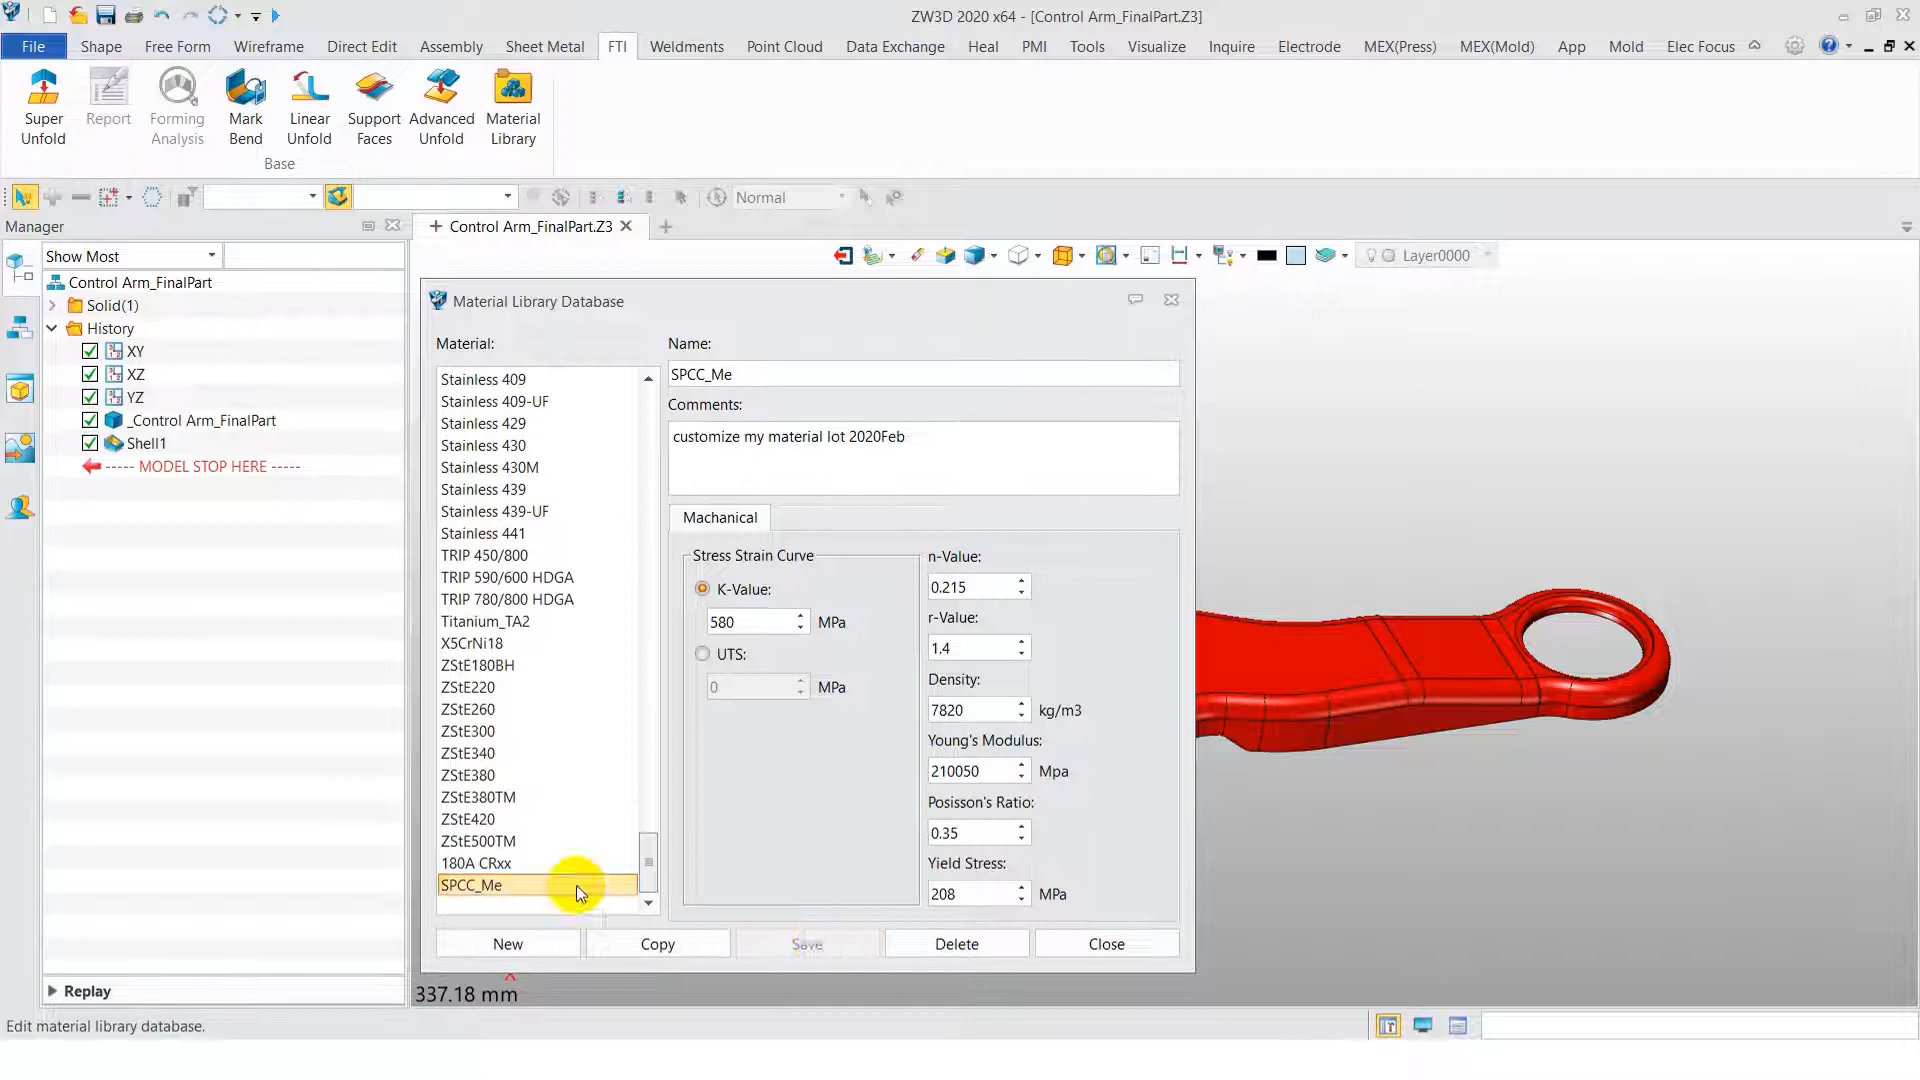 ZW3D 2020 x64 - [Control Arm_FinalPart.Z3]
File Shape Free Form Wireframe Direct Edit Assembly Sheet Metal FTI Weldments Point Cloud Data Exchange Heal PMI Tools Visualize Inquire Electrode MEX(Press) MEX(Mold) App Mold Elec Focus
Super Unfold
Report
Forming Analysis
Mark Bend
Linear Unfold
Support Faces
Advanced Unfold
Material Library
Base
Normal
Manager
Control Arm_FinalPart.Z3
Show Most
Layer0000
Control Arm_FinalPart
Solid(1)
History
XY
XZ
YZ
_Control Arm_FinalPart
Shell1
----- MODEL STOP HERE -----
Replay
Material Library Database
Material:
Stainless 409
Stainless 409-UF
Stainless 429
Stainless 430
Stainless 430M
Stainless 439
Stainless 439-UF
Stainless 441
TRIP 450/800
TRIP 590/600 HDGA
TRIP 780/800 HDGA
Titanium_TA2
X5CrNi18
ZStE180BH
ZStE220
ZStE260
ZStE300
ZStE340
ZStE380
ZStE380TM
ZStE420
ZStE500TM
180A CRxx
SPCC_Me
Name:
SPCC_Me
Comments:
customize my material lot 2020Feb
Machanical
Stress Strain Curve
K-Value:
580 MPa
UTS:
0 MPa
n-Value:
0.215
r-Value:
1.4
Density:
7820 kg/m3
Young's Modulus:
210050 Mpa
Posisson's Ratio:
0.35
Yield Stress:
208 MPa
New Copy Save Delete Close
337.18 mm
Edit material library database.